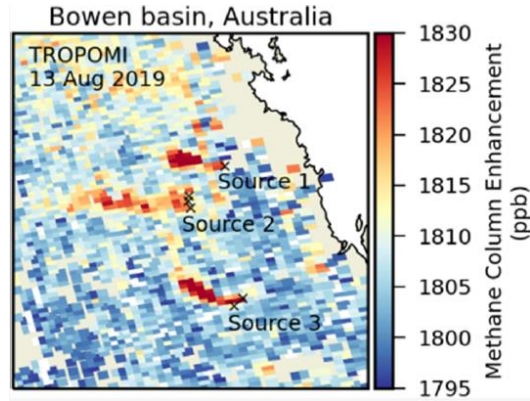 Bowen basin, Australia
TROPOMI
13 Aug 2019
Source 1
Source 2
Source 3
1830
1825
1820
1815
1810
1805
1800
1795
Methane Column Enhancement
(ppb)